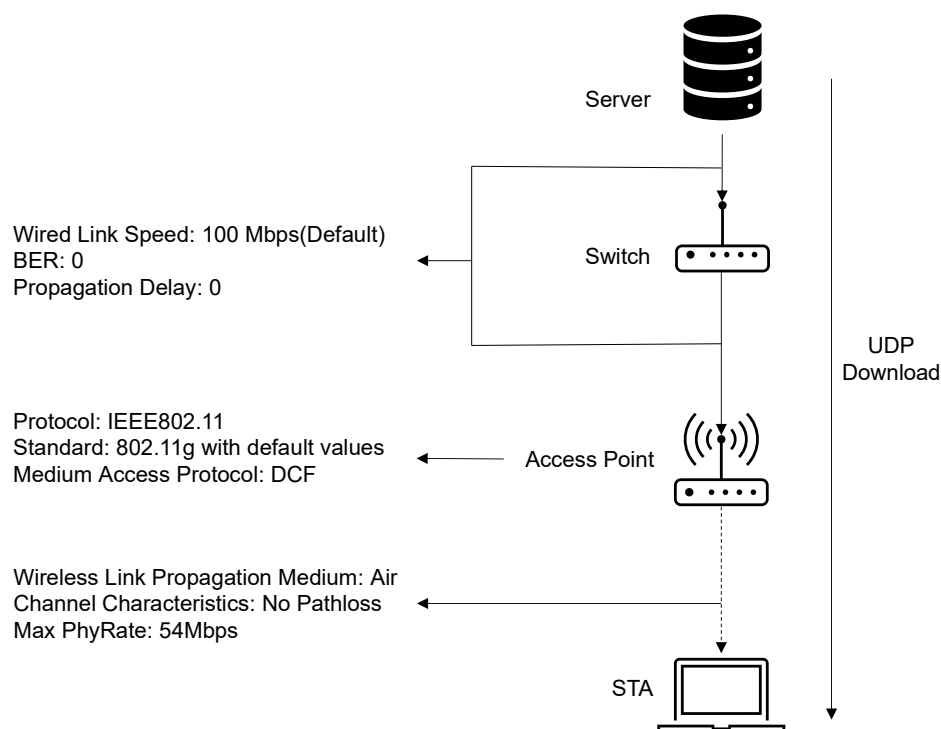 Server
Wired Link Speed: 100 Mbps(Default)
BER: 0
Propagation Delay: 0
Switch
UDP
Download
Protocol: IEEE802.11
Standard: 802.11g with default values
Medium Access Protocol: DCF
Access Point
Wireless Link Propagation Medium: Air
Channel Characteristics: No Pathloss
Max PhyRate: 54Mbps
STA